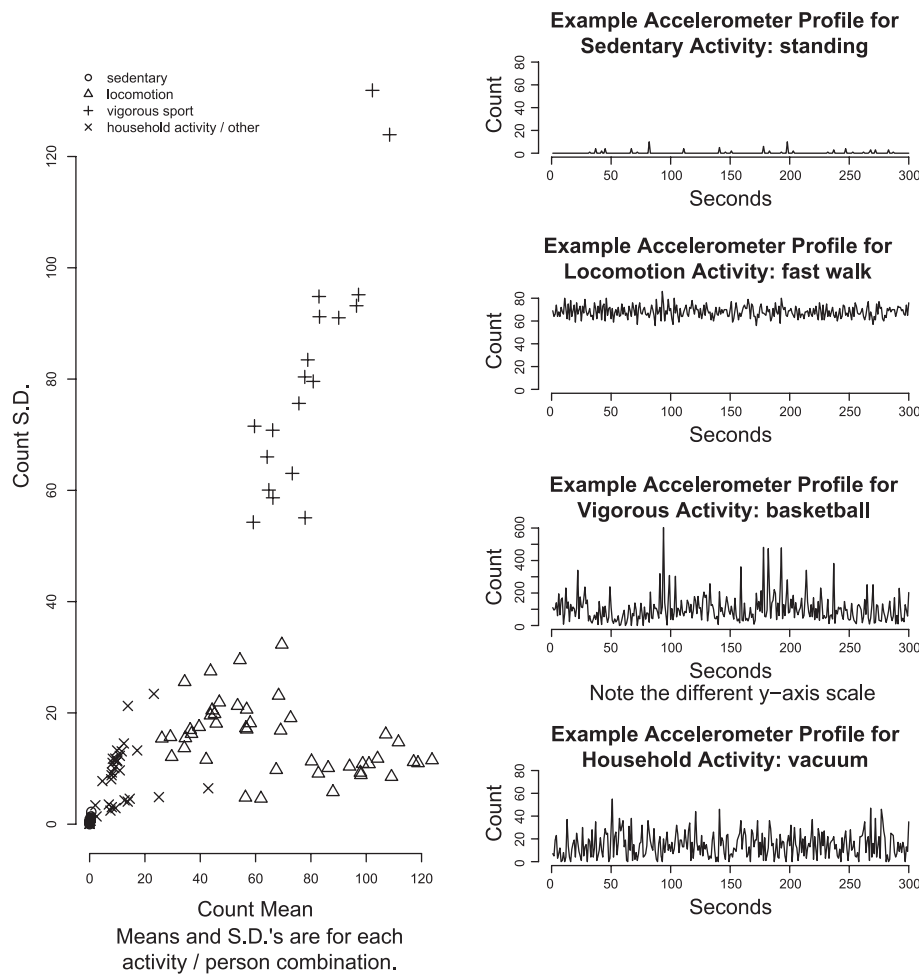 sedentary
locomotion
vigorous sport
household activity / other
Count S.D.
0
20
40
60
80
100
120
0 20 40 60 80 100 120
Count Mean
Means and S.D.'s are for each
activity / person combination.
Example Accelerometer Profile for
Sedentary Activity: standing
Count
0 20 40 60 80
0 50 100 150 200 250 300
Seconds
Example Accelerometer Profile for
Locomotion Activity: fast walk
Count
0 20 40 60 80
0 50 100 150 200 250 300
Seconds
Example Accelerometer Profile for
Vigorous Activity: basketball
Count
0 200 400 600
0 50 100 150 200 250 300
Seconds
Note the different y−axis scale
Example Accelerometer Profile for
Household Activity: vacuum
Count
0 20 40 60 80
0 50 100 150 200 250 300
Seconds